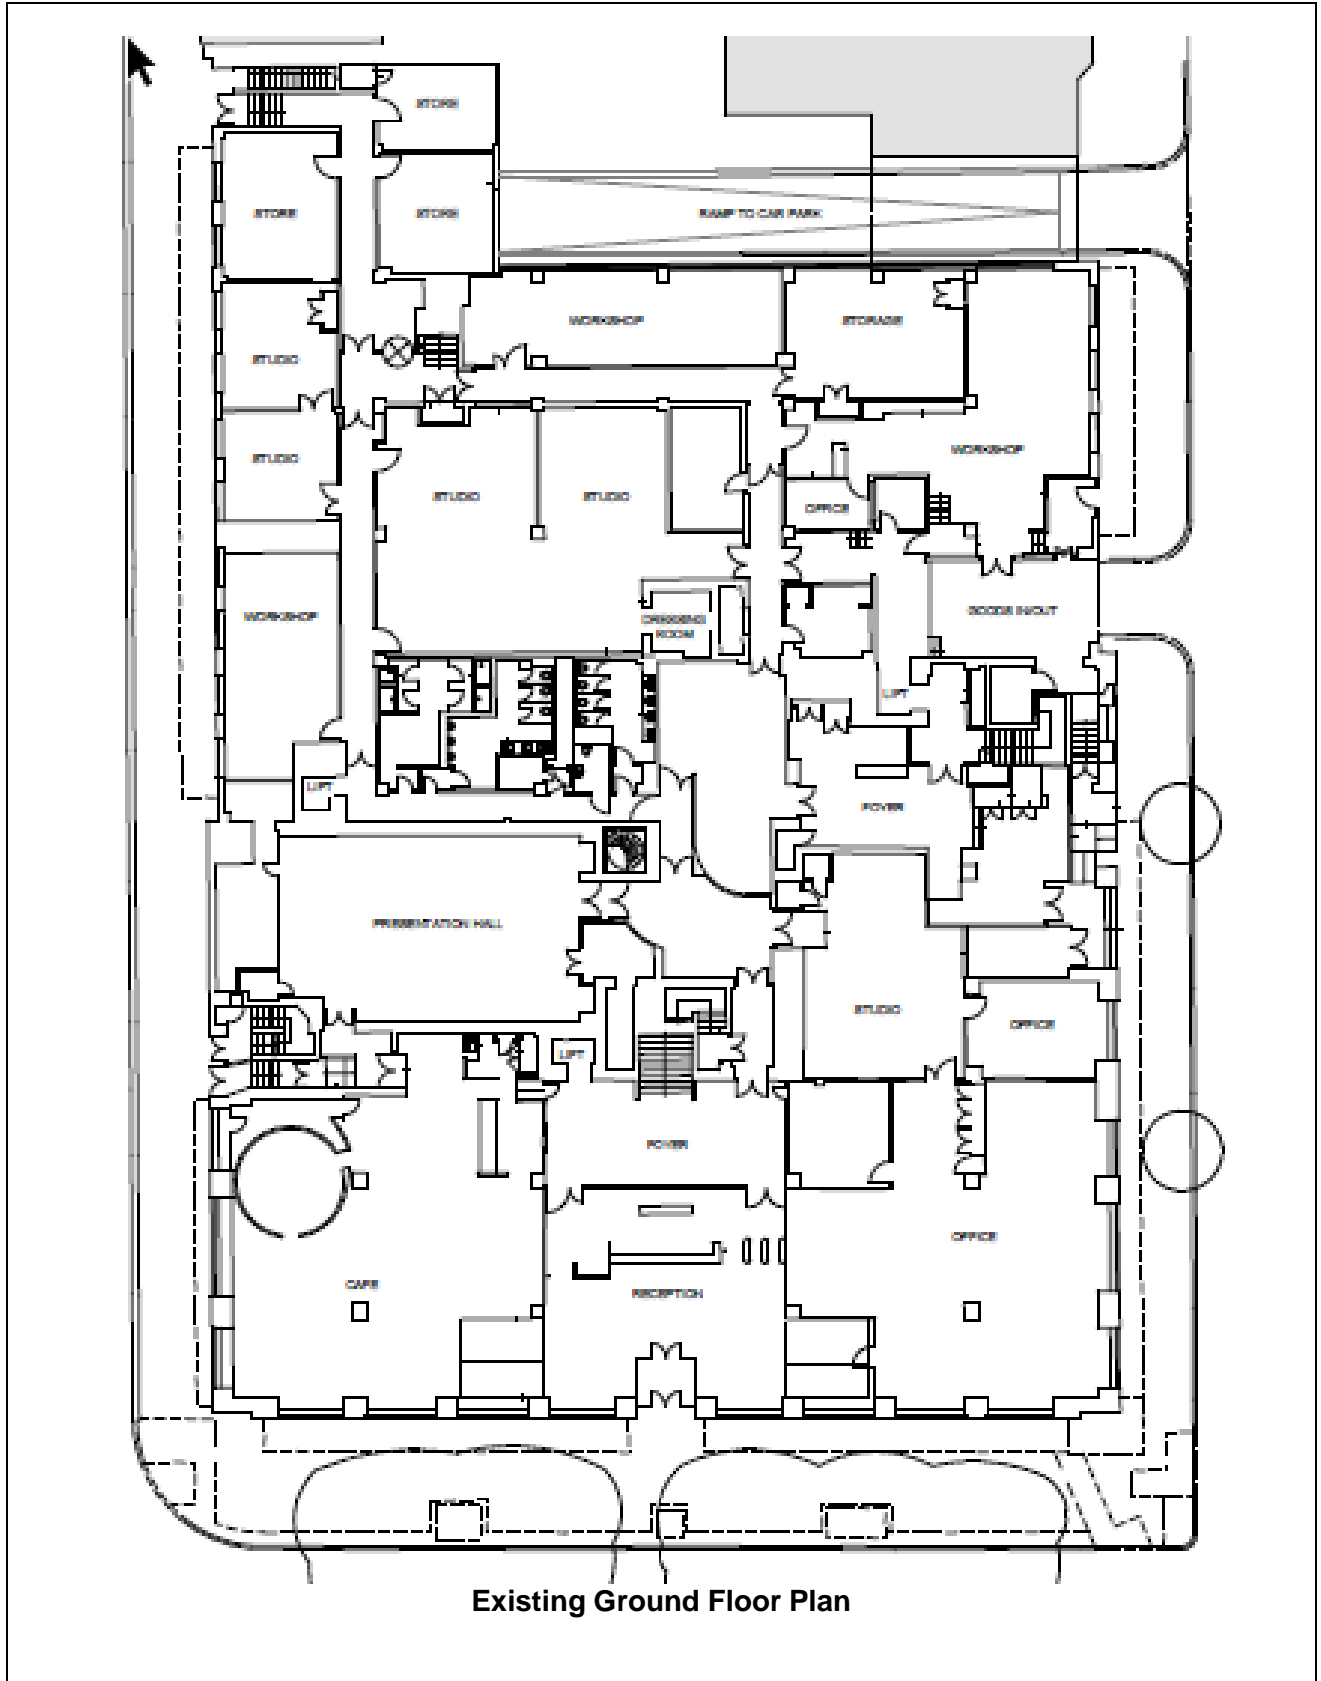 STORE
STORE
STORE
RAMP TO CAR PARK
WORKSHOP
STORAGE
STUDIO
WORKSHOP
STUDIO
STUDIO
STUDIO
OFFICE
WORKSHOP
GOODS IN/OUT
DRESSING
ROOM
LIFT
LIFT
FOYER
PRESENTATION HALL
STUDIO
OFFICE
LIFT
FOYER
OFFICE
CAFE
RECEPTION
Existing Ground Floor Plan